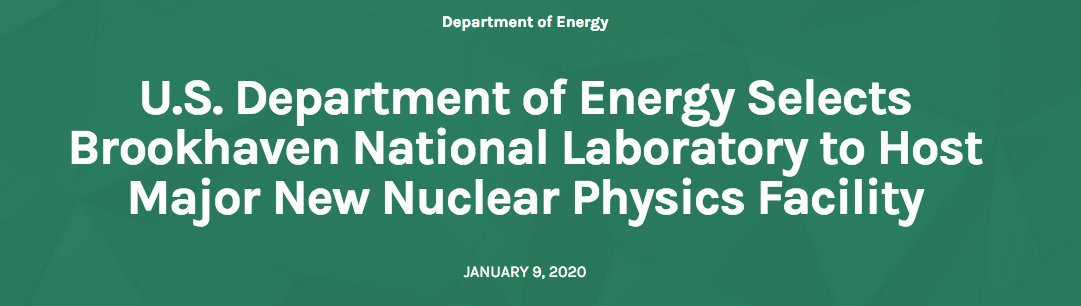 Department of Energy
U.S. Department of Energy Selects
Brookhaven National Laboratory to Host
Major New Nuclear Physics Facility
JANUARY 9, 2020